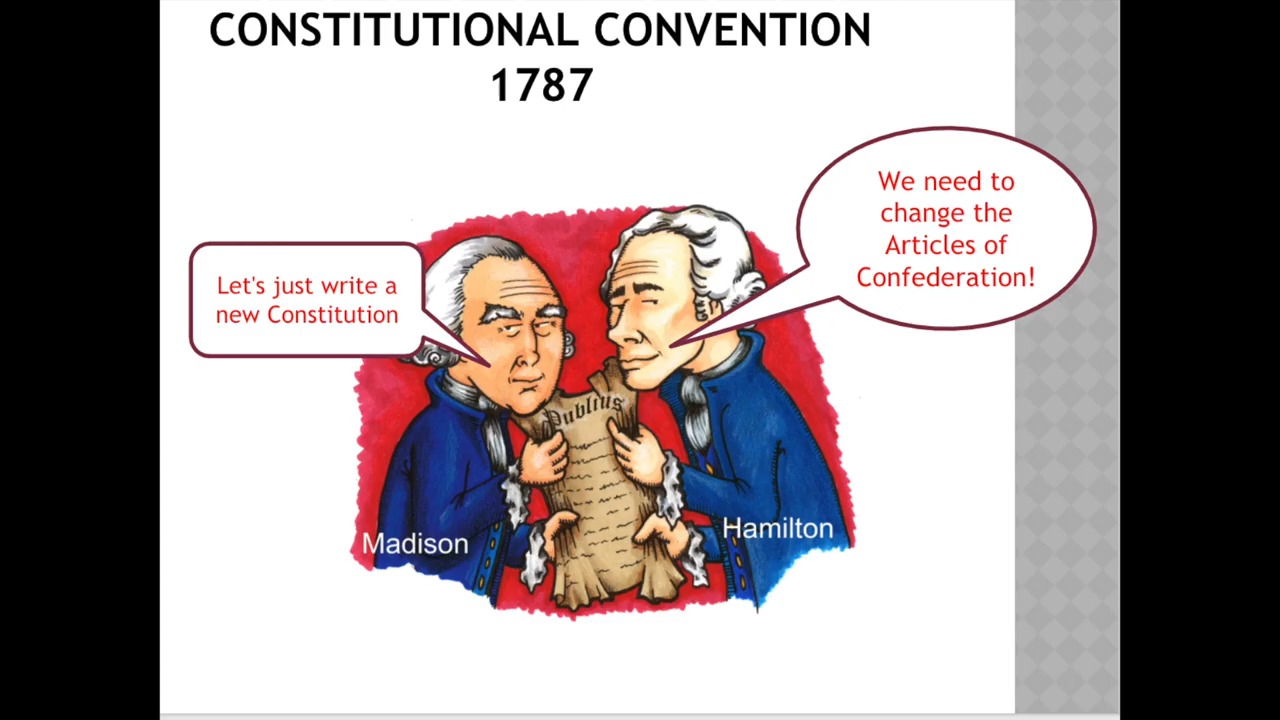 CONSTITUTIONAL CONVENTION
1787
We need to
change the
Articles of
Confederation!
Let's just write a
new Constitution
Publius
Madison
Hamilton